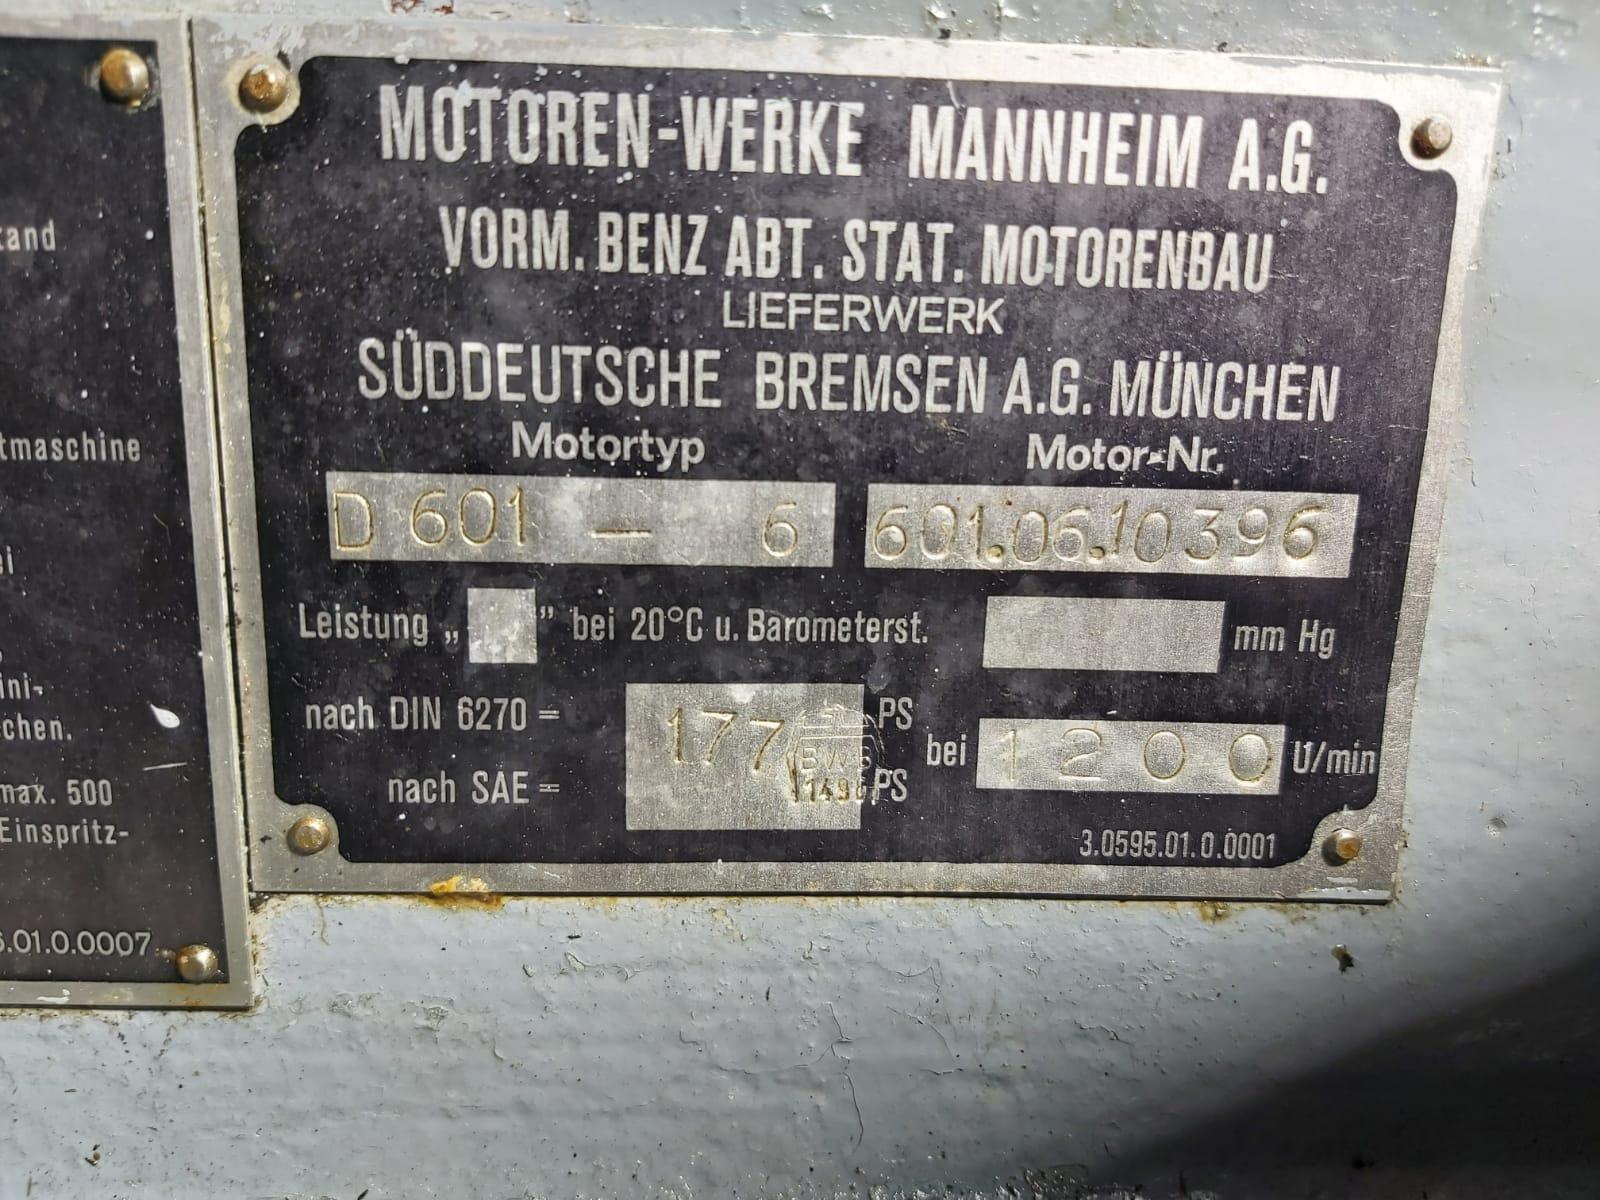 tand
tmaschine
ei
ini-
chen.
max. 500
Einspritz-
.01.0.0007
MOTOREN-WERKE MANNHEIM A.G.
VORM. BENZ ABT. STAT. MOTORENBAU
LIEFERWERK
SÜDDEUTSCHE BREMSEN A.G. MÜNCHEN
Motortyp Motor-Nr.
D 601 — 6 601.06.10396
Leistung „ ” bei 20°C u. Barometerst. mm Hg
nach DIN 6270 = 177 PS
bei 1200 U/min
nach SAE = PS
BWB
3.0595.01.0.0001